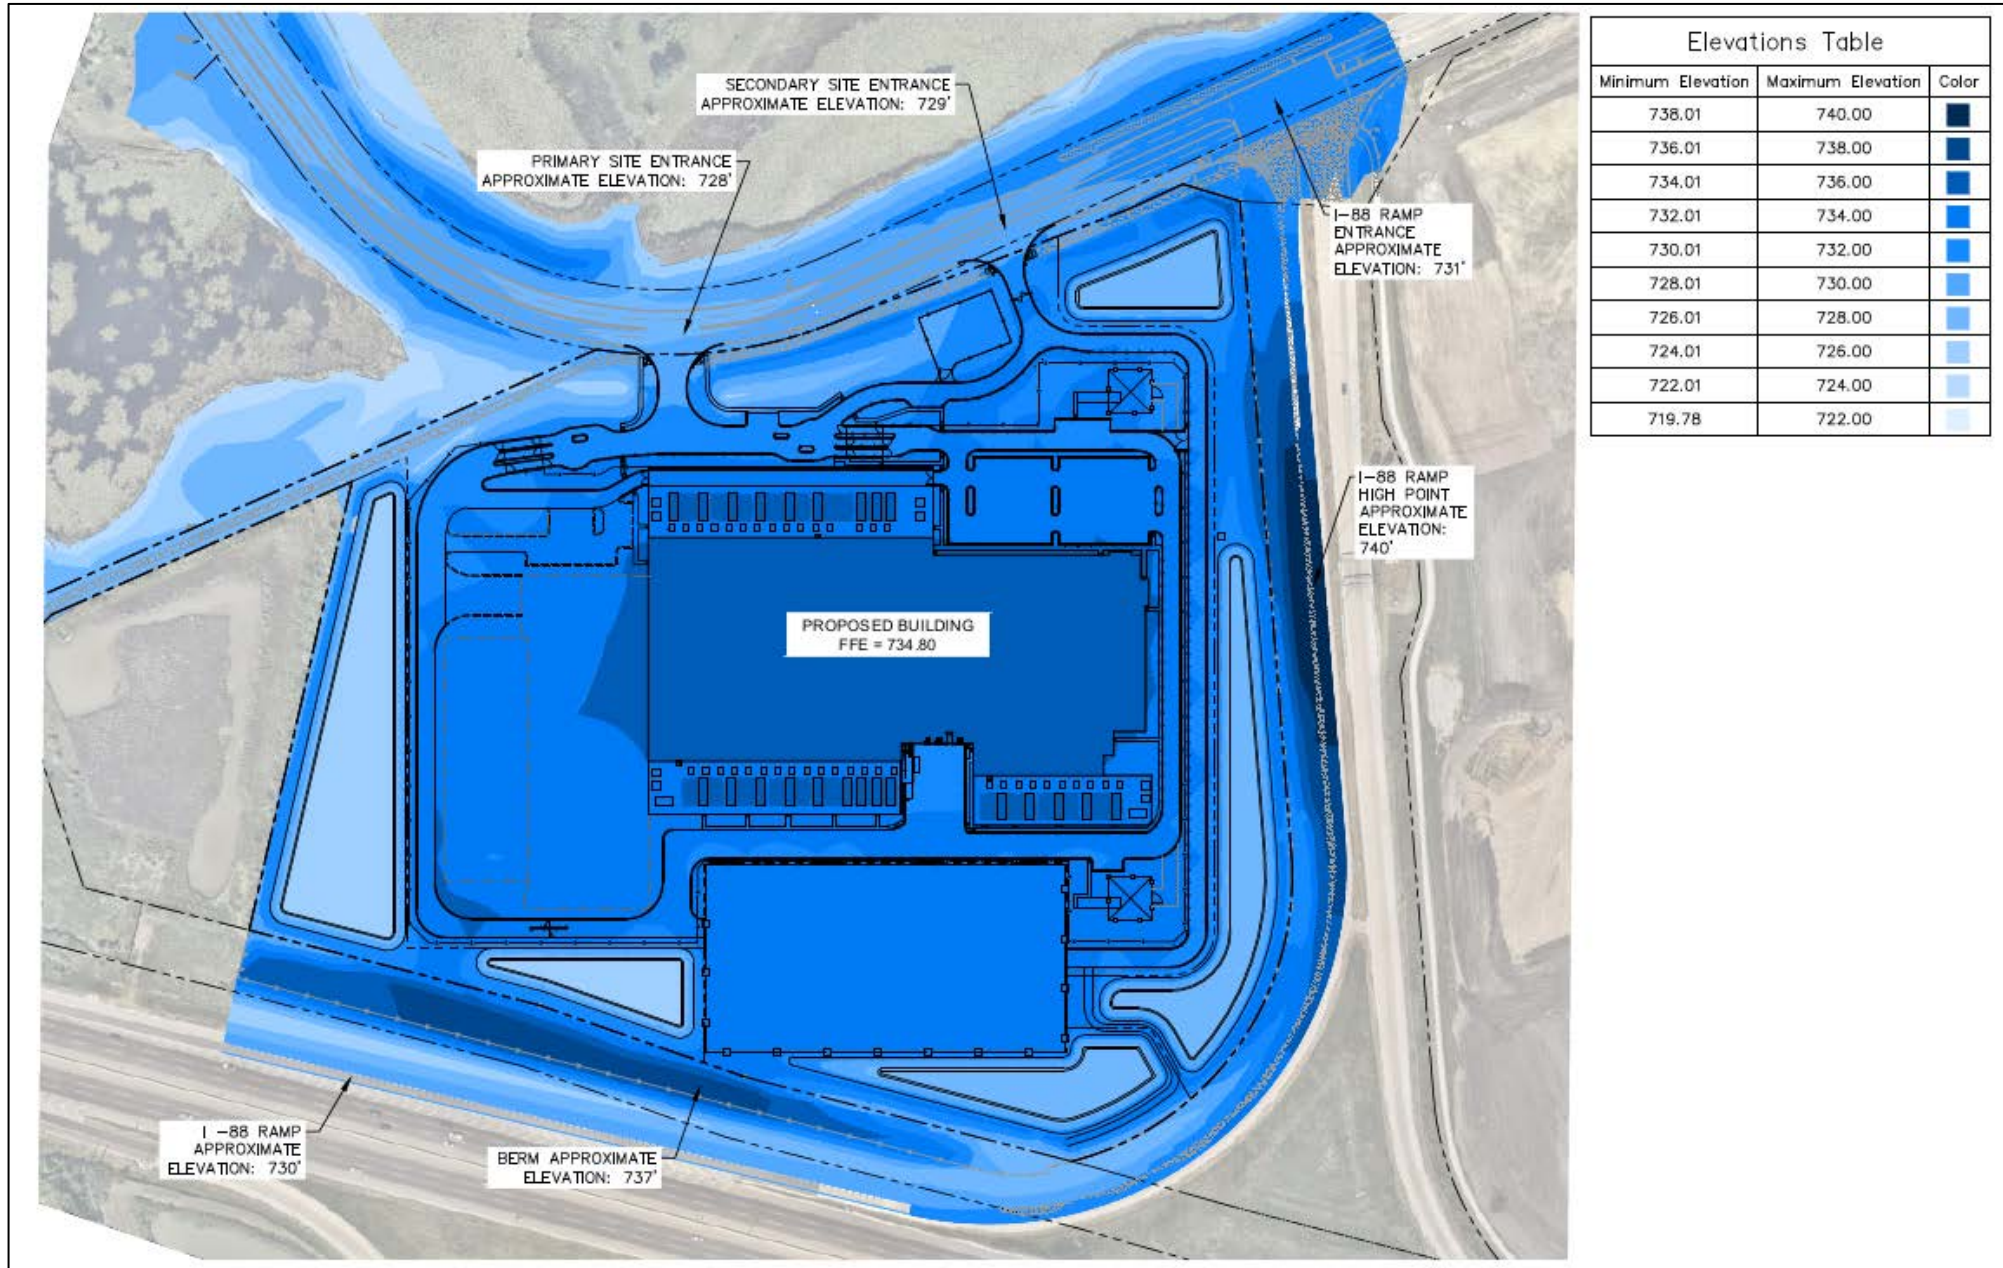 SECONDARY SITE ENTRANCE
APPROXIMATE ELEVATION: 729'
PRIMARY SITE ENTRANCE
APPROXIMATE ELEVATION: 728'
I-88 RAMP
ENTRANCE
APPROXIMATE
ELEVATION: 731'
I-88 RAMP
HIGH POINT
APPROXIMATE
ELEVATION:
740'
PROPOSED BUILDING
FFE = 734.80
I -88 RAMP
APPROXIMATE
ELEVATION: 730'
BERM APPROXIMATE
ELEVATION: 737'
Elevations Table
Minimum Elevation Maximum Elevation Color
738.01 740.00
736.01 738.00
734.01 736.00
732.01 734.00
730.01 732.00
728.01 730.00
726.01 728.00
724.01 726.00
722.01 724.00
719.78 722.00